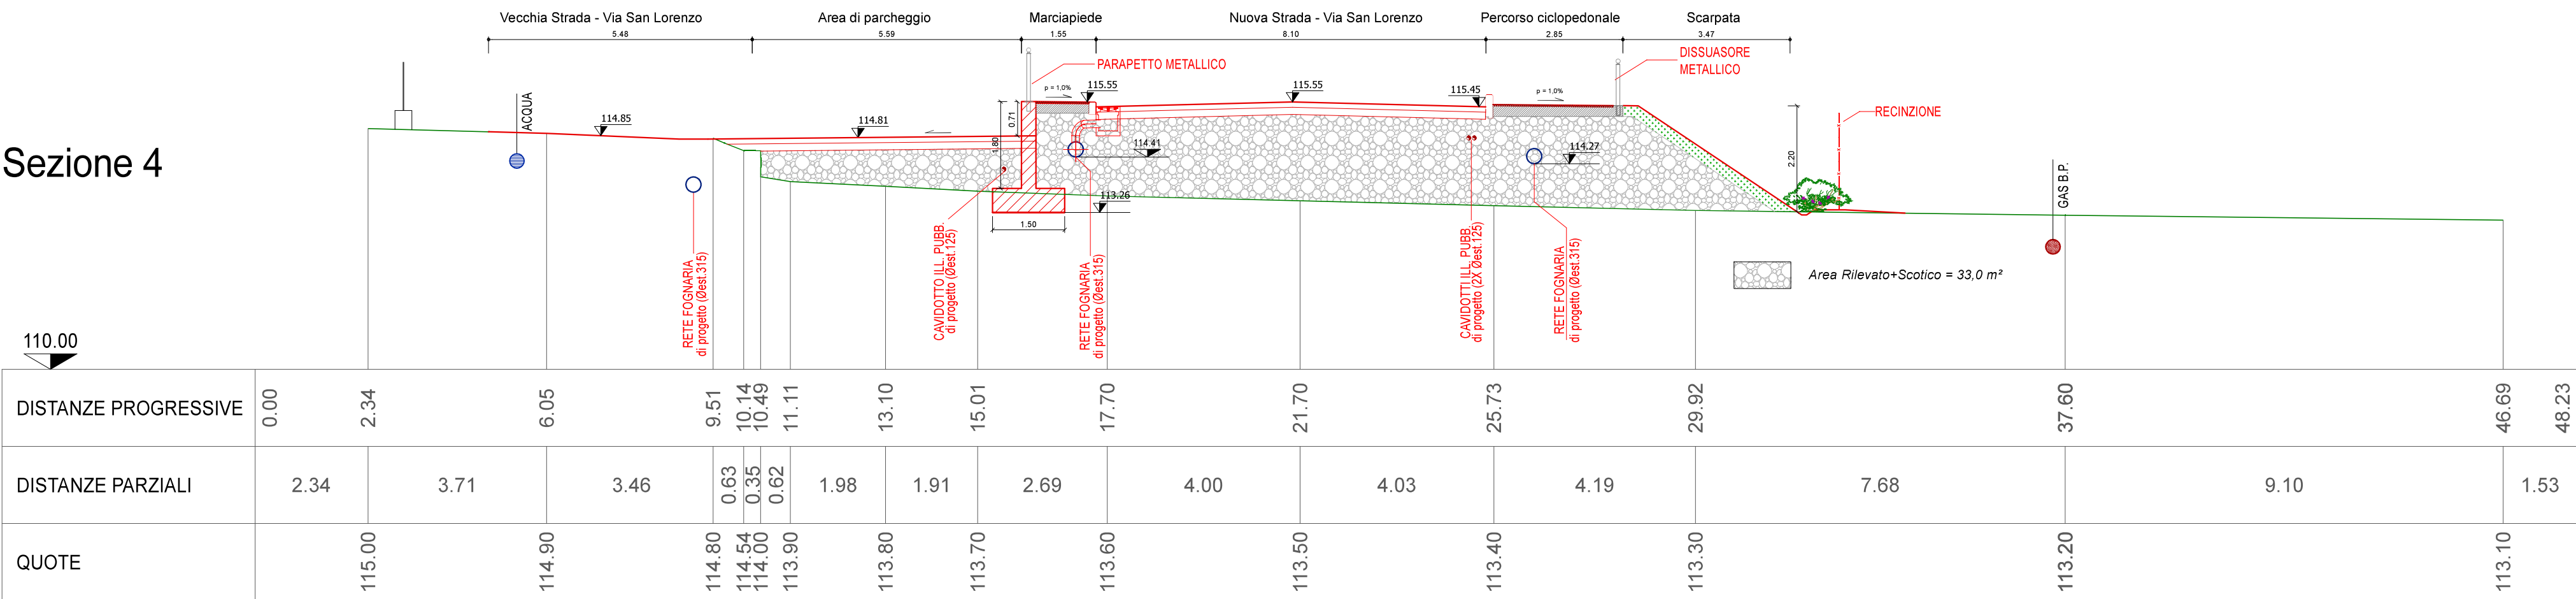 Vecchia Strada - Via San Lorenzo
5.48
Area di parcheggio
5.59
Marciapiede
1.55
Nuova Strada - Via San Lorenzo
8.10
Percorso ciclopedonale
2.85
Scarpata
3.47
PARAPETTO METALLICO
DISSUASORE
METALLICO
RECINZIONE
Sezione 4
ACQUA
114.85
114.81
1.80
0.71
p = 1,0%
115.55
115.55
115.45
p = 1,0%
114.41
114.27
113.26
2.20
1.50
GAS B.P.
RETE FOGNARIA
di progetto (Øest.315)
CAVIDOTTO ILL. PUBB.
di progetto (Øest.125)
RETE FOGNARIA
di progetto (Øest.315)
CAVIDOTTI ILL. PUBB.
di progetto (2X Øest.125)
RETE FOGNARIA
di progetto (Øest.315)
Area Rilevato+Scotico = 33,0 m²
110.00
DISTANZE PROGRESSIVE 0.00 2.34 6.05 9.51 10.14 10.49 11.11 13.10 15.01 17.70 21.70 25.73 29.92 37.60 46.69 48.23
DISTANZE PARZIALI 2.34 3.71 3.46 0.63 0.35 0.62 1.98 1.91 2.69 4.00 4.03 4.19 7.68 9.10 1.53
QUOTE 115.00 114.90 114.80 114.54 114.00 113.90 113.80 113.70 113.60 113.50 113.40 113.30 113.20 113.10